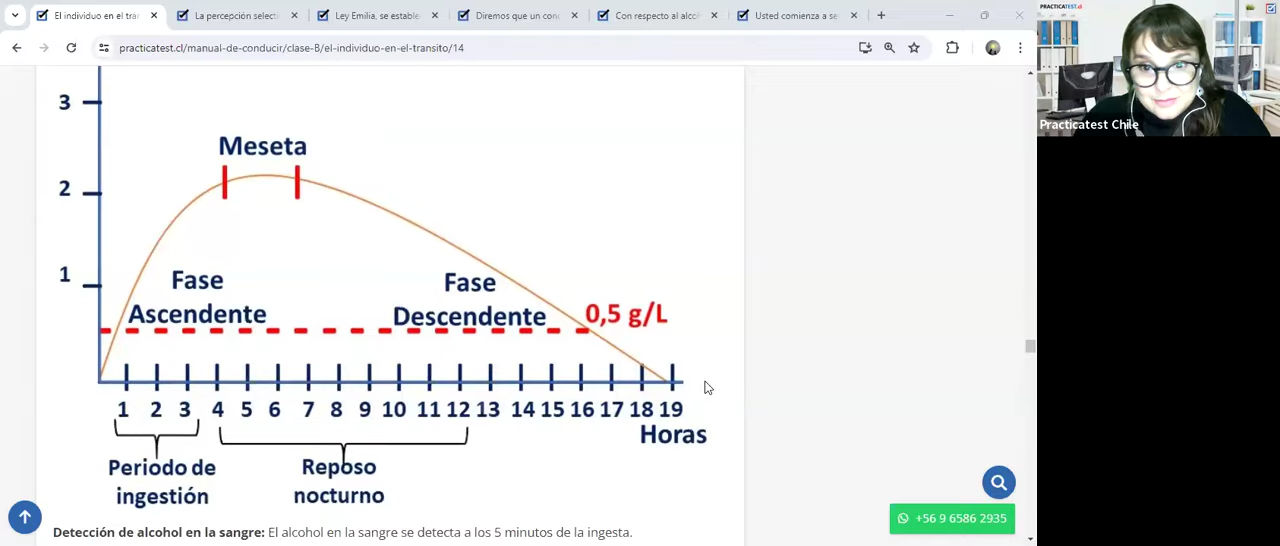 El individuo en el trán
La percepción selecti
Ley Emilia, se estable
Diremos que un con
Con respecto al alcoh
Usted comienza a se
practicatest.cl/manual-de-conducir/clase-B/el-individuo-en-el-transito/14
PRACTICATEST.cl
Practicatest Chile
3
Meseta
2
1
Fase
Ascendente
Fase
Descendente
0,5 g/L
1 2 3 4 5 6 7 8 9 10 11 12 13 14 15 16 17 18 19
Horas
Periodo de
ingestión
Reposo
nocturno
+56 9 6586 2935
Detección de alcohol en la sangre: El alcohol en la sangre se detecta a los 5 minutos de la ingesta.